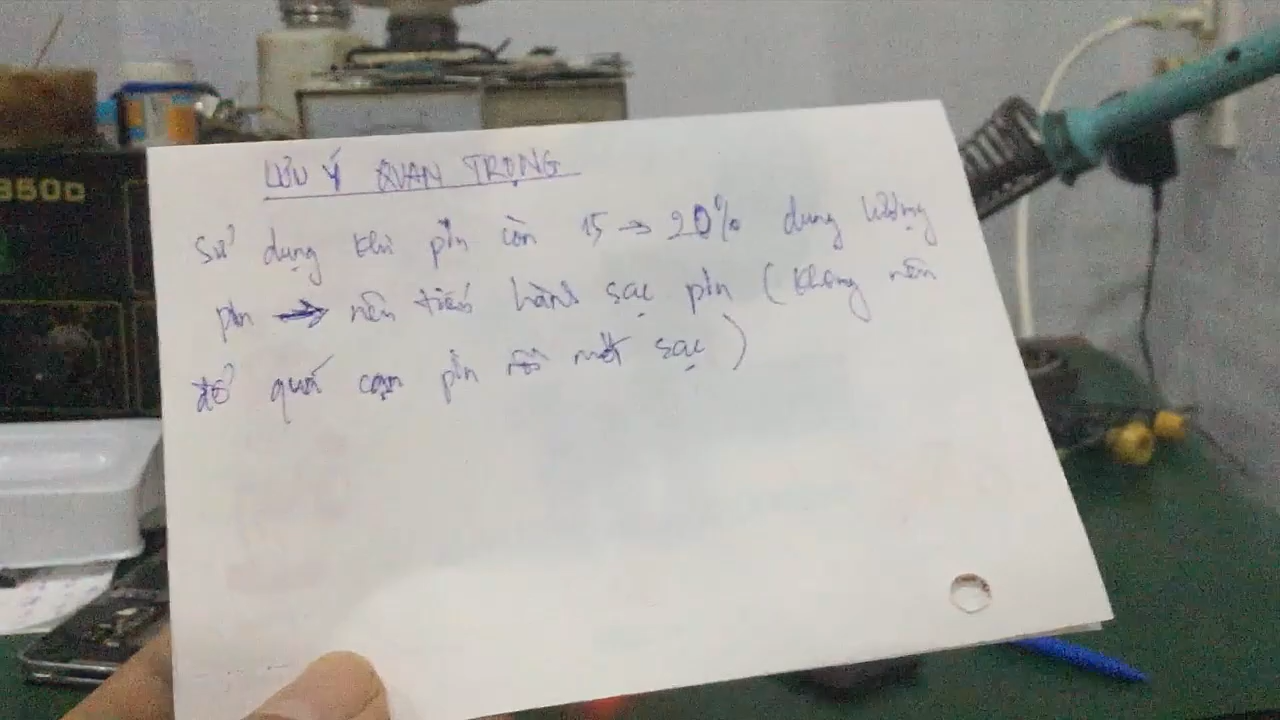 LƯU Ý QUAN TRỌNG
Sử dụng khi pin còn 15 → 20% dung lượng
pin → nên tiến hành sạc pin (không nên
để quá cạn pin rồi mới sạc)
850D